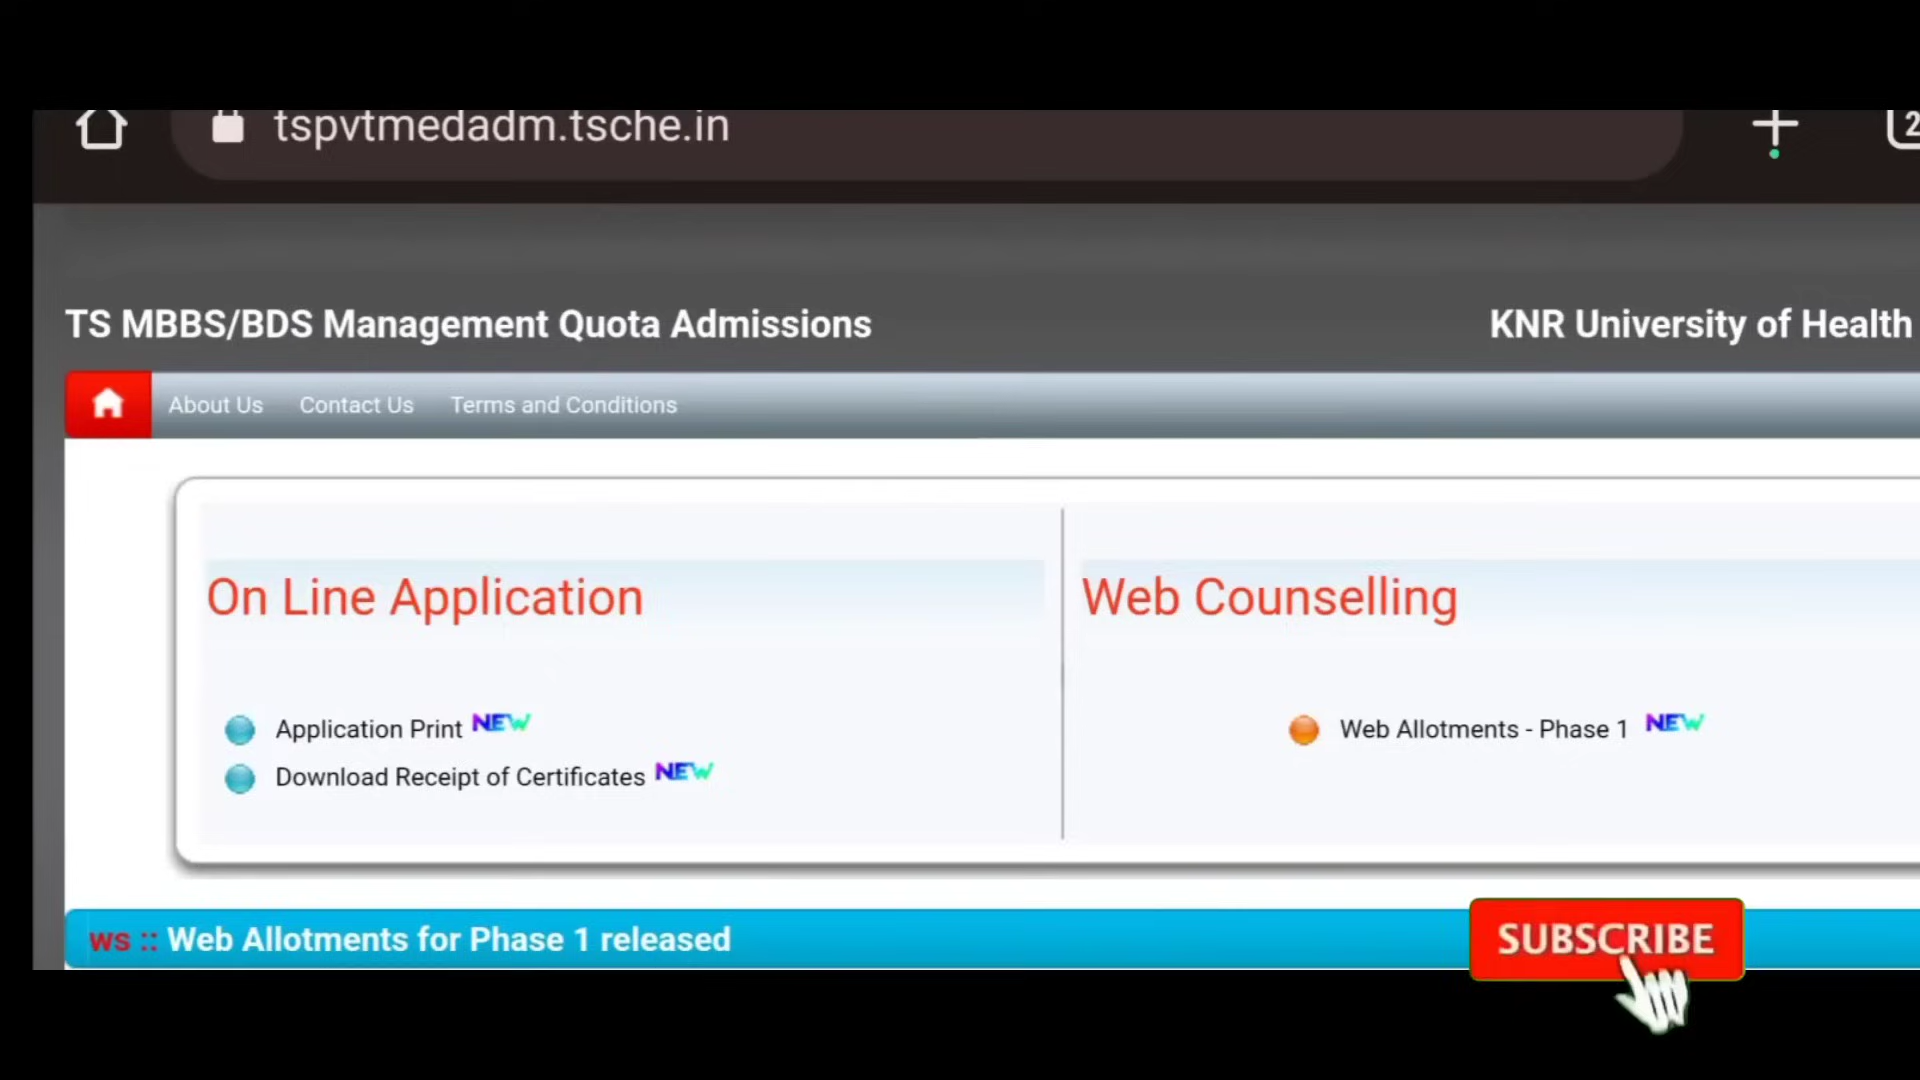 tspvtmedadm.tsche.in
TS MBBS/BDS Management Quota Admissions
KNR University of Health
About Us Contact Us Terms and Conditions
On Line Application
Web Counselling
Application Print NEW
Download Receipt of Certificates NEW
Web Allotments - Phase 1 NEW
ws :: Web Allotments for Phase 1 released
SUBSCRIBE